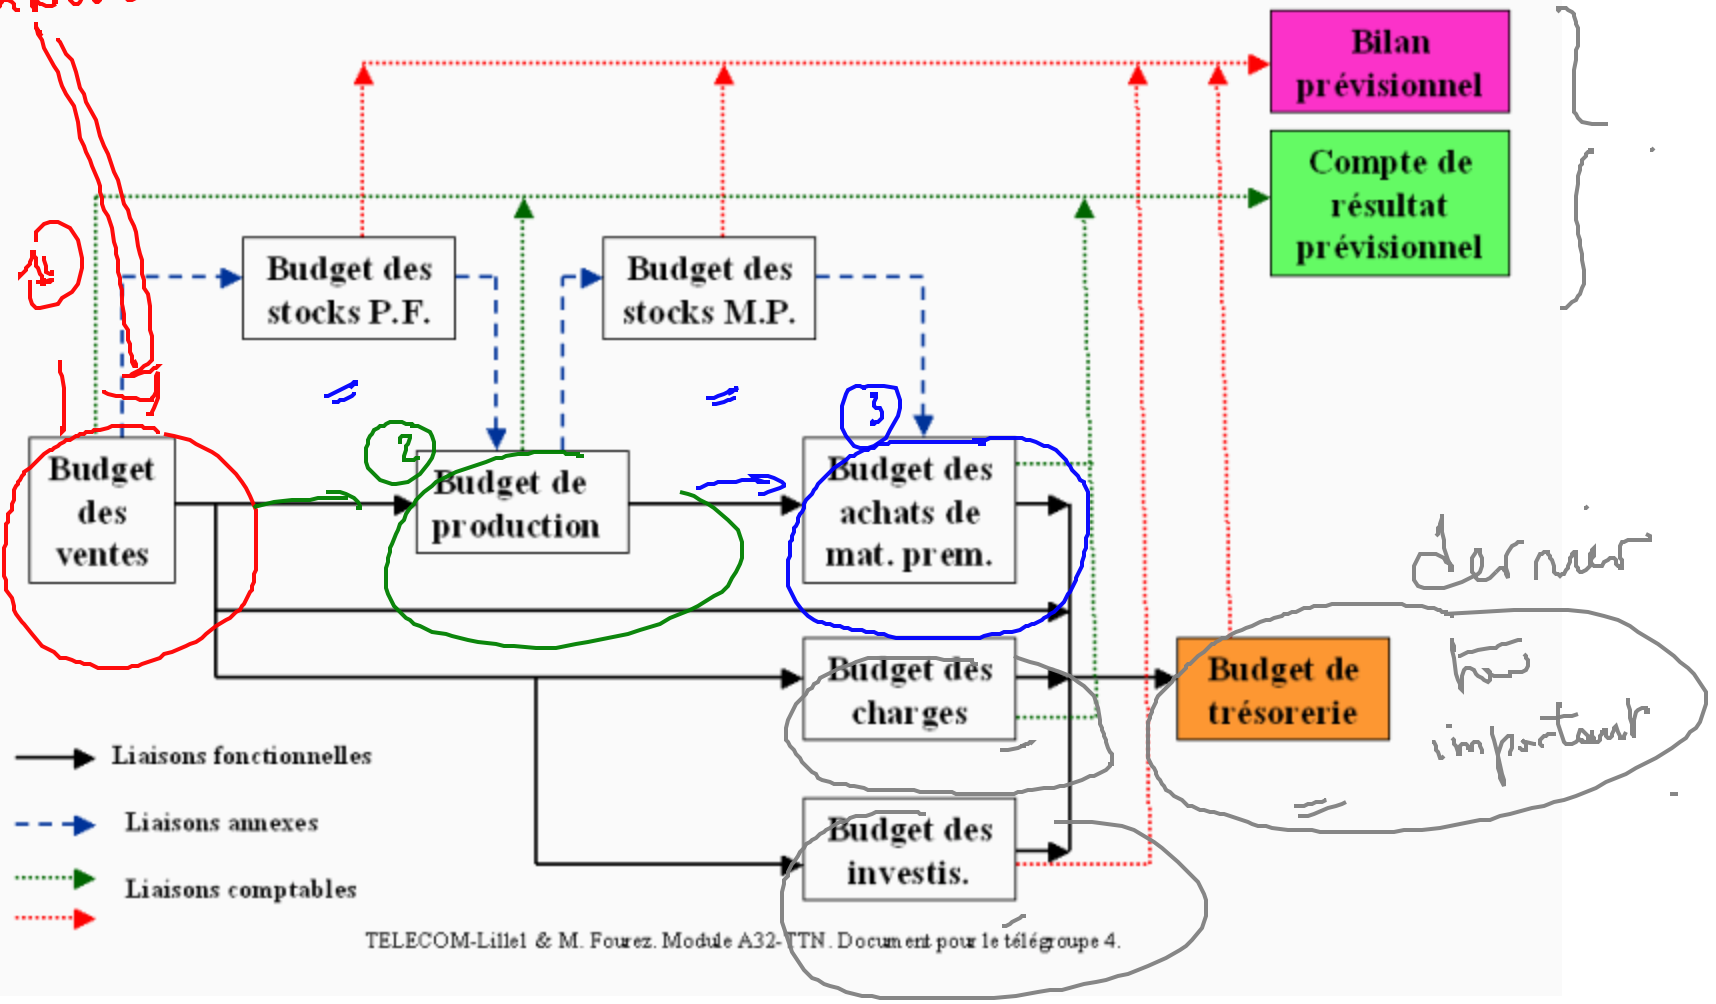 Bilan
prévisionnel
Compte de
résultat
prévisionnel
1
Budget des
stocks P.F.
Budget des
stocks M.P.
2
3
Budget
des
ventes
Budget de
production
Budget des
achats de
mat. prem.
dernier
Budget des
charges
Budget de
trésorerie
important
Liaisons fonctionnelles
Liaisons annexes
Liaisons comptables
Budget des
investis.
TELECOM-Lille1 & M. Fourez. Module A32-TTN. Document pour le télégroupe 4.